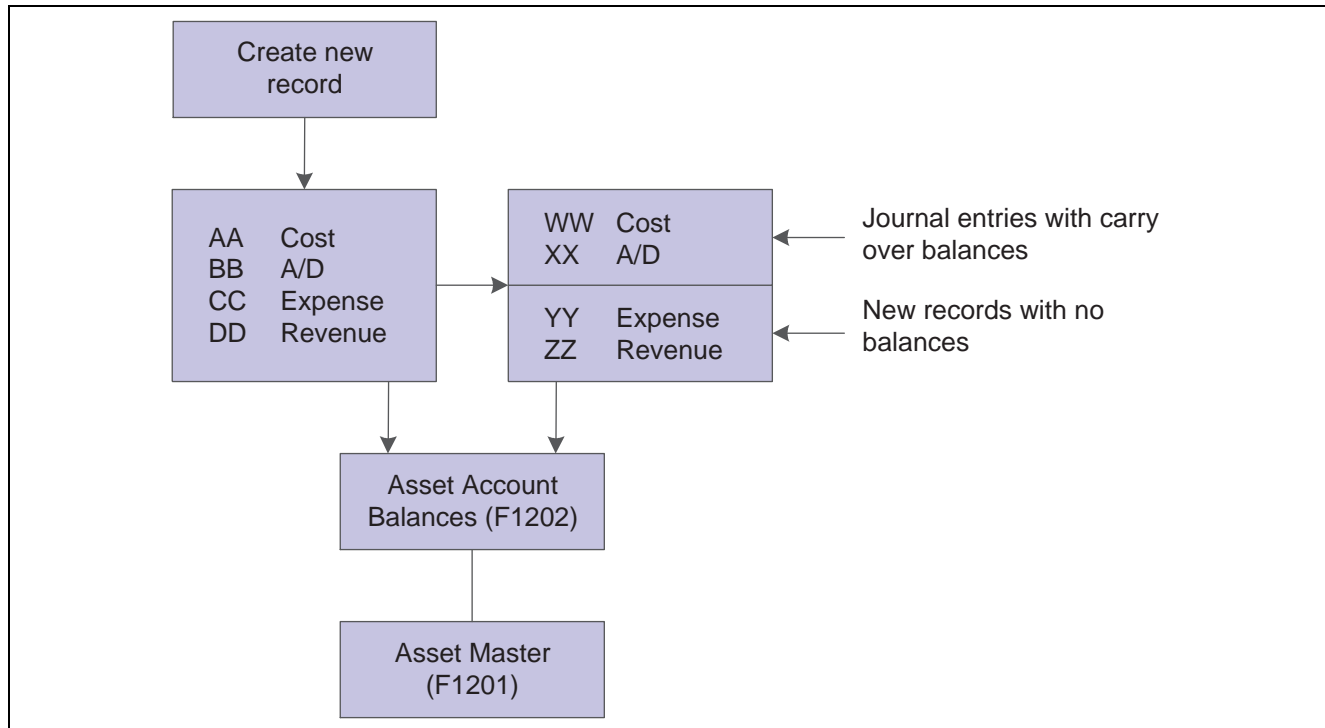 Create new
record
AA Cost
BB A/D
CC Expense
DD Revenue
WW Cost
XX A/D
YY Expense
ZZ Revenue
Journal entries with carry
over balances
New records with no
balances
Asset Account
Balances (F1202)
Asset Master
(F1201)